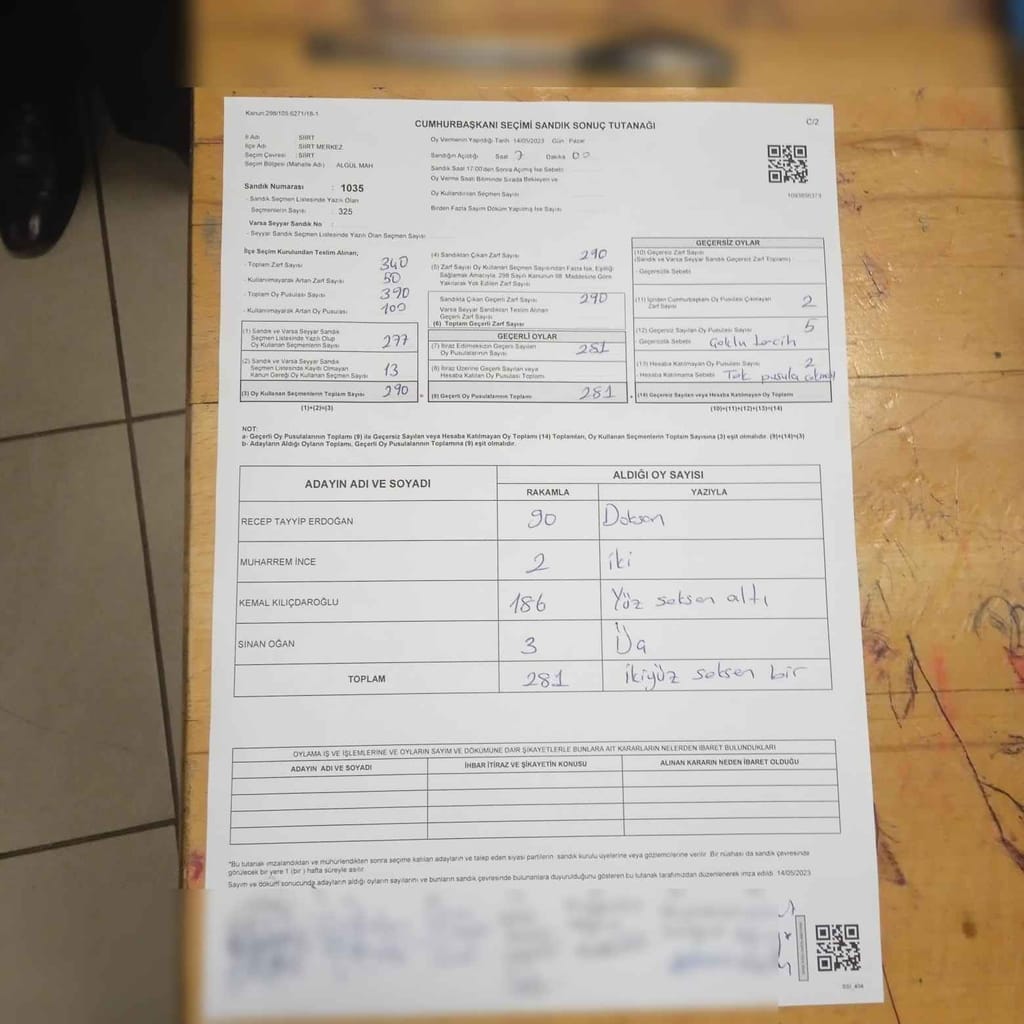 Kanun:298/105,6271/18-1
C/2
CUMHURBAŞKANI SEÇİMİ SANDIK SONUÇ TUTANAĞI
İl Adı : SİİRT
İlçe Adı : SİİRT MERKEZ
Seçim Çevresi : SİİRT
Seçim Bölgesi (Mahalle Adı) : ALGÜL MAH
Sandık Numarası : 1035
- Sandık Seçmen Listesinde Yazılı Olan
Seçmenlerin Sayısı : 325
Varsa Seyyar Sandık No :
- Seyyar Sandık Seçmen Listesinde Yazılı Olan Seçmen Sayısı
Oy Vermenin Yapıldığı Tarih 14/05/2023 Gün Pazar
Sandığın Açıldığı Saat 7 Dakika 00
Sandık Saat 17:00'den Sonra Açılmış İse Sebebi
Oy Verme Saati Bitiminde Sırada Bekleyen ve
Oy Kullandırılan Seçmen Sayısı
Birden Fazla Sayım Döküm Yapılmış İse Sayısı
İlçe Seçim Kurulundan Teslim Alınan;
- Toplam Zarf Sayısı 340
- Kullanılmayarak Artan Zarf Sayısı 50
- Toplam Oy Pusulası Sayısı 390
- Kullanılmayarak Artan Oy Pusulası 100
(1) Sandık ve Varsa Seyyar Sandık
Seçmen Listesinde Yazılı Olup
Oy Kullanan Seçmenlerin Sayısı 277
(2) Sandık ve Varsa Seyyar Sandık
Seçmen Listesinde Kaydı Olmayan
Kanun Gereği Oy Kullanan Seçmen Sayısı 13
(3) Oy Kullanan Seçmenlerin Toplam Sayısı 290
(1)+(2)=(3)
(4) Sandıktan Çıkan Zarf Sayısı 290
(5) Zarf Sayısı Oy Kullanan Seçmen Sayısından Fazla İse, Eşitliği
Sağlamak Amacıyla, 298 Sayılı Kanunun 98. Maddesine Göre
Yakılarak Yok Edilen Zarf Sayısı
Sandıkta Çıkan Geçerli Zarf Sayısı 290
Varsa Seyyar Sandıktan Teslim Alınan
Geçerli Zarf Sayısı
(6) Toplam Geçerli Zarf Sayısı
GEÇERLİ OYLAR
(7) İtiraz Edilmeksizin Geçerli Sayılan
Oy Pusulalarının Sayısı 281
(8) İtiraz Üzerine Geçerli Sayılan veya
Hesaba Katılan Oy Pusulası Toplamı
(9) Geçerli Oy Pusulalarının Toplamı 281
GEÇERSİZ OYLAR
(10) Geçersiz Zarf Sayısı
(Sandık ve Varsa Seyyar Sandık Geçersiz Zarf Toplamı)
- Geçersizlik Sebebi
(11) İçinden Cumhurbaşkanı Oy Pusulası Çıkmayan
Zarf Sayısı 2
(12) Geçersiz Sayılan Oy Pusulası Sayısı 5
- Geçersizlik Sebebi Çoklu tercih
(13) Hesaba Katılmayan Oy Pusulası Sayısı 2
- Hesaba Katılmama Sebebi Tek pusula
(14) Geçersiz Sayılan veya Hesaba Katılmayan Oy Toplamı
(10)+(11)+(12)+(13)=(14)
NOT:
a- Geçerli Oy Pusulalarının Toplamı (9) ile Geçersiz Sayılan veya Hesaba Katılmayan Oy Toplamı (14) Toplamları, Oy Kullanan Seçmenlerin Toplam Sayısına (3) eşit olmalıdır. (9)+(14)=(3)
b- Adayların Aldığı Oyların Toplamı, Geçerli Oy Pusulalarının Toplamına (9) eşit olmalıdır.
ADAYIN ADI VE SOYADI ALDIĞI OY SAYISI
RAKAMLA YAZIYLA
RECEP TAYYİP ERDOĞAN 90 Doksan
MUHARREM İNCE 2 iki
KEMAL KILIÇDAROĞLU 186 Yüz seksen altı
SİNAN OĞAN 3 Üç
TOPLAM 281 ikiyüz seksen bir
OYLAMA İŞ VE İŞLEMLERİNE VE OYLARIN SAYIM VE DÖKÜMÜNE DAİR ŞİKAYETLERLE BUNLARA AİT KARARLARIN NELERDEN İBARET BULUNDUKLARI
ADAYIN ADI VE SOYADI İHBAR İTİRAZ VE ŞİKAYETİN KONUSU ALINAN KARARIN NEDEN İBARET OLDUĞU
*Bu tutanak imzalandıktan ve mühürlendikten sonra seçime katılan adayların ve talep eden siyasi partilerin sandık kurulu üyelerine veya gözlemcilerine verilir. Bir nüshası da sandık çevresinde
görülecek bir yere 1 (bir) hafta süreyle asılır.
Sayım ve döküm sonucunda adayların aldığı oyların sayılarını ve bunların sandık çevresinde bulunanlara duyurulduğunu gösteren bu tutanak tarafımızdan düzenlenerek imza edildi. 14/05/2023